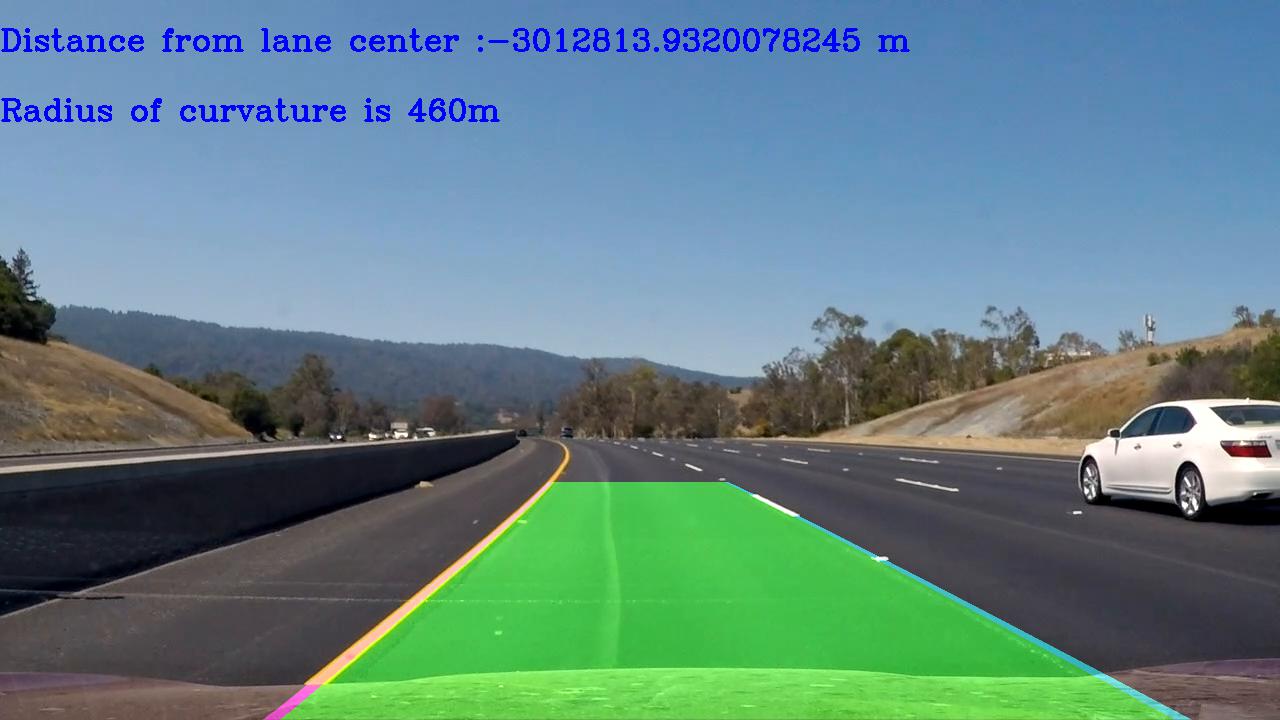 Distance from lane center :-3012813.9320078245 m
Radius of curvature is 460m